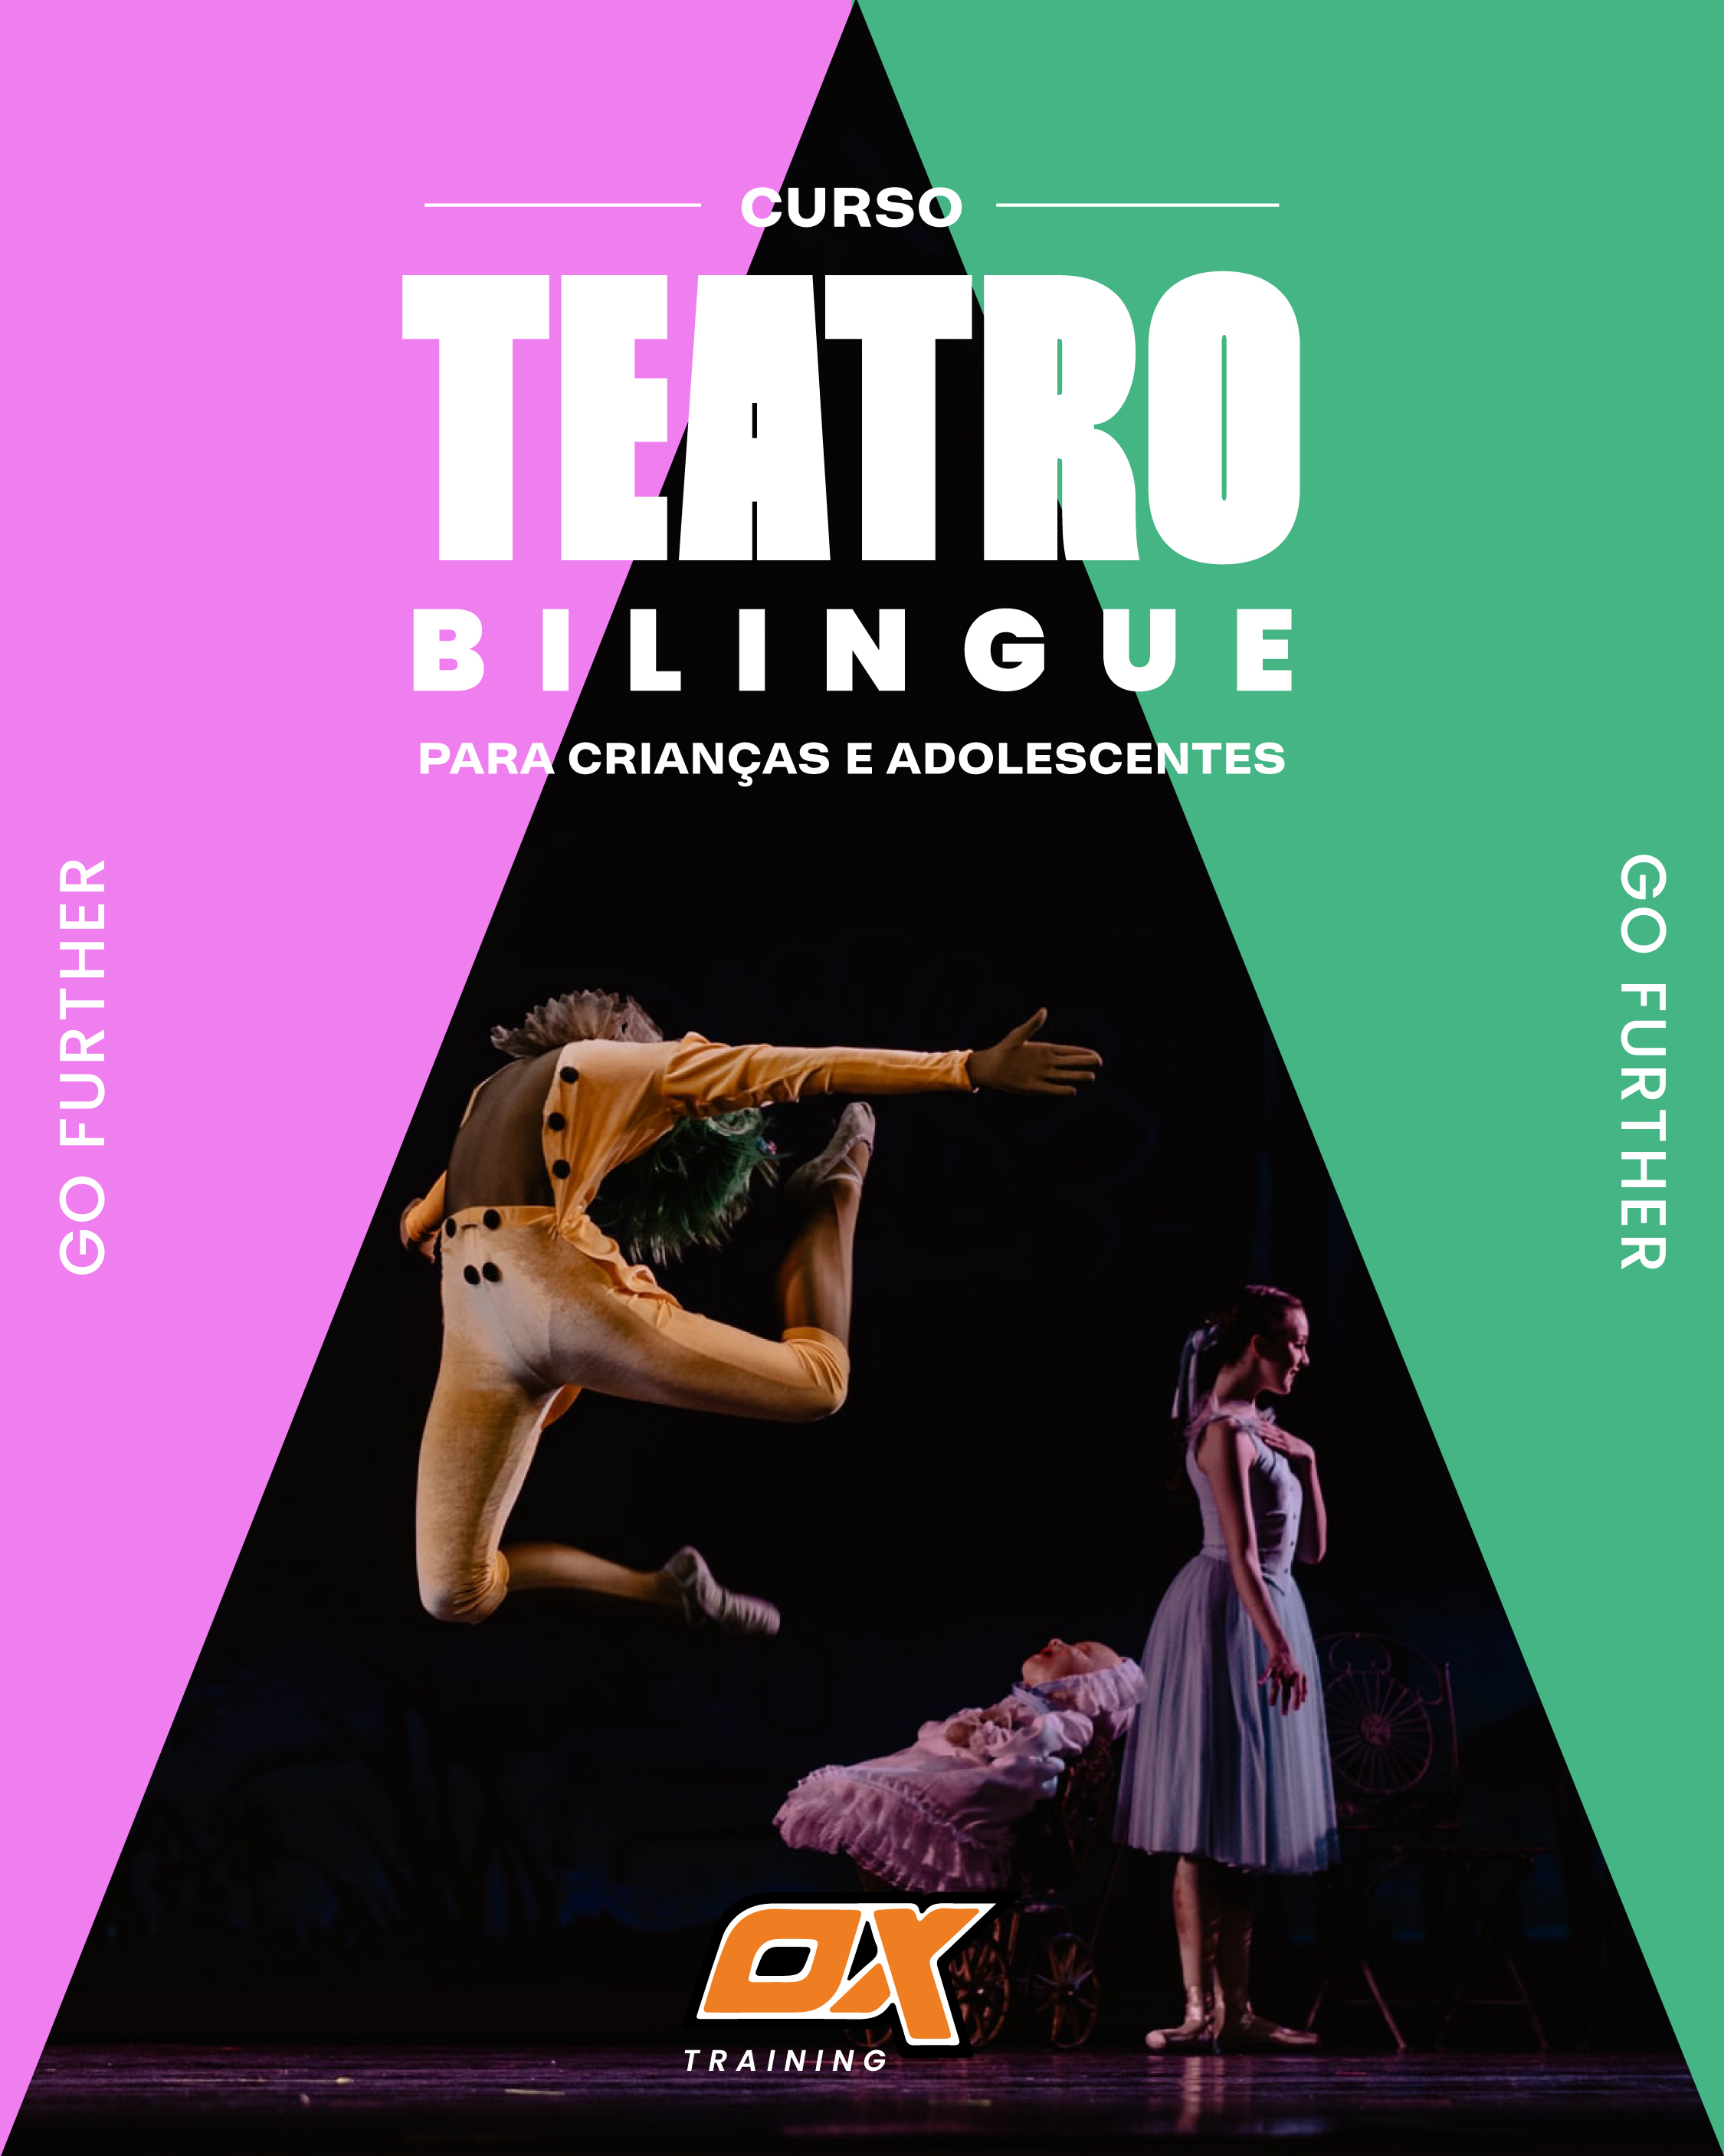 CURSO
TEATRO
BILINGUE
PARA CRIANÇAS E ADOLESCENTES
GO FURTHER
GO FURTHER
OX
TRAINING